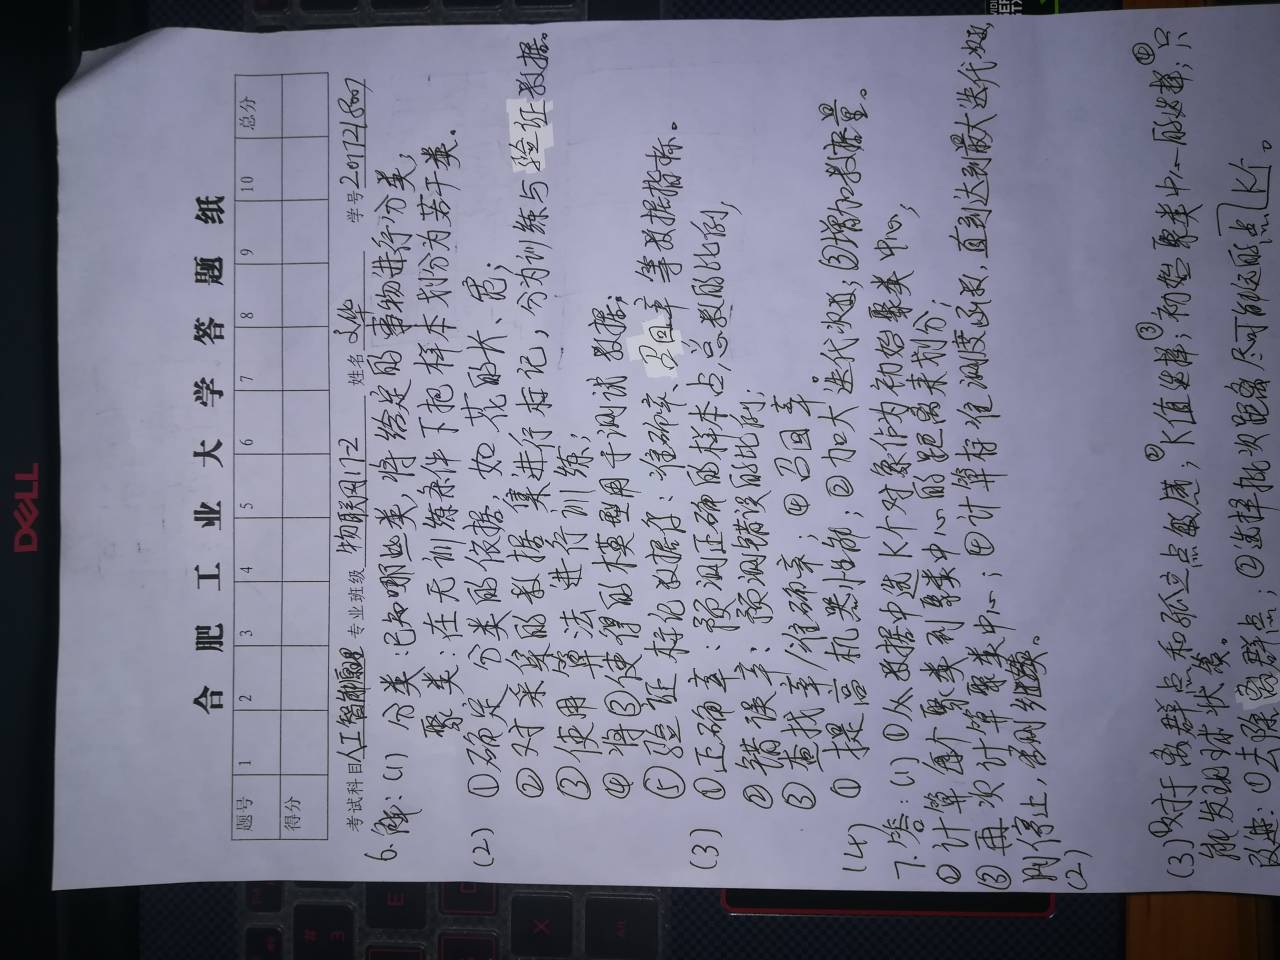 DELL
合肥工业大学答题纸
题号 1 2 3 4 5 6 7 8 9 10 总分
得分
考试科目 人工智能原理 专业班级 物联网17-2 姓名 文华 学号 2017218007
6. 解:(1) 分类:已知哪些类,将给定的事物进行分类;
聚类:在无训练条件下把样本划分为若干类。
(2) ①确定分类的依据,如花的长、宽;
②对采集的数据集进行标记,分为训练与验证数据。
③使用算法进行训练;
④将③使得的模型用于测试数据;
⑤验证标记数据后:准确率、召回率等数据指标。
(3) ①正确率:预测正确的样本占总数的比例,
②错误率:预测错误的比例;
③查找率/准确率;④召回率。
(4) ①提高机器性能;②加大迭代次数;③增加数据量。
7. 答:(1) ①从数据中选K个对象作为初始聚类中心;
②计算每个聚类到聚类中心的距离来划分;
③再次计算聚类中心;④计算标准测度函数,直到达到最大迭代次数,
则停止,否则继续。
(2)
(3) ①对于离群点和孤立点敏感;②K值选择;③初始聚类中心的选择;④只
能发现球状簇。
改进:①去除离群点;②选择批次距离尽可能远的点K个。
VIDI